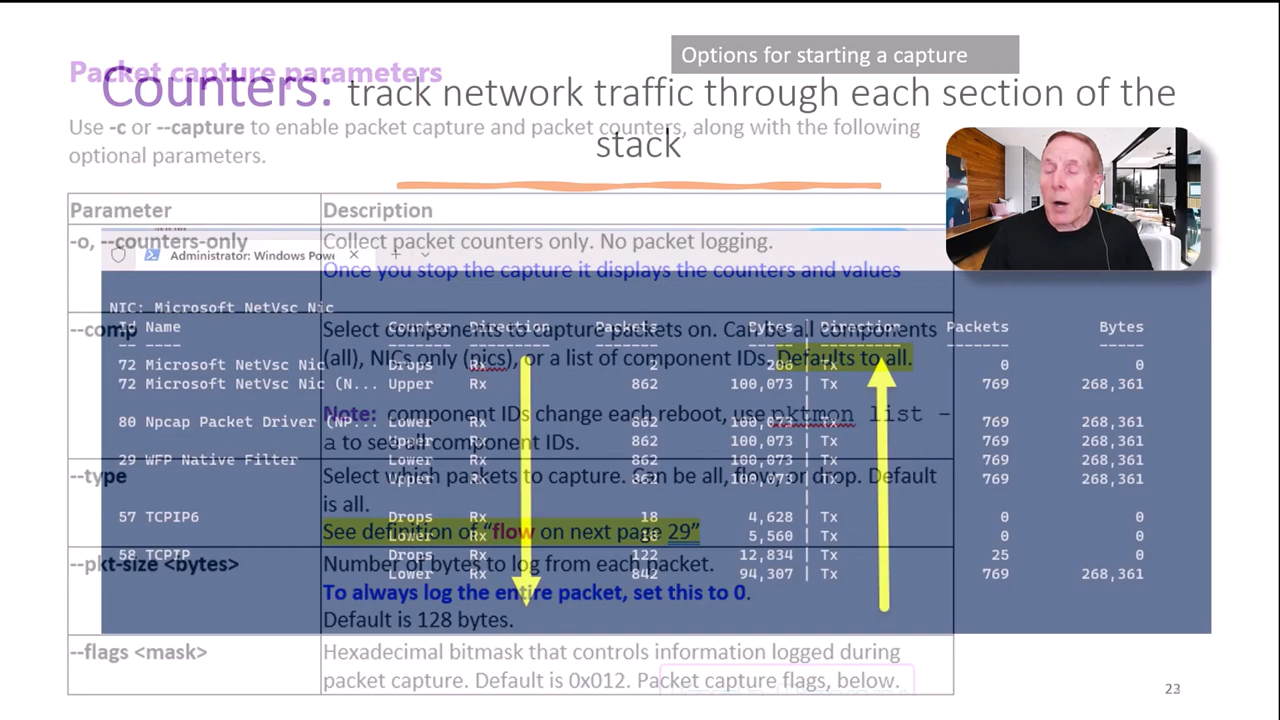 Options for starting a capture
Packet capture parameters
Counters: track network traffic through each section of the
stack
Use -c or --capture to enable packet capture and packet counters, along with the following
optional parameters.
Parameter Description
-o, --counters-only Collect packet counters only. No packet logging.
Once you stop the capture it displays the counters and values
--comp Select components to capture packets on. Can be all components
(all), NICs only (nics), or a list of component IDs. Defaults to all.
Note: component IDs change each reboot, use pktmon list -
a to see all component IDs.
--type Select which packets to capture. Can be all, flow, or drop. Default
is all.
See definition of “flow on next page 29”
--pkt-size <bytes> Number of bytes to log from each packet.
To always log the entire packet, set this to 0.
Default is 128 bytes.
--flags <mask> Hexadecimal bitmask that controls information logged during
packet capture. Default is 0x012. Packet capture flags, below.
Administrator: Windows Powe
NIC: Microsoft NetVsc Nic
Id Name Counter Direction Packets Bytes | Direction Packets Bytes
-- ---- ------- --------- ------- ----- | --------- ------- -----
72 Microsoft NetVsc Nic Drops Rx 2 206 | Tx 0 0
72 Microsoft NetVsc Nic (N... Upper Rx 862 100,073 | Tx 769 268,361
80 Npcap Packet Driver (NP... Lower Rx 862 100,073 | Tx 769 268,361
Upper Rx 862 100,073 | Tx 769 268,361
29 WFP Native Filter Lower Rx 862 100,073 | Tx 769 268,361
Upper Rx 862 100,073 | Tx 769 268,361
57 TCPIP6 Drops Rx 18 4,628 | Tx 0 0
Lower Rx 5,560 | Tx 0 0
58 TCPIP Drops Rx 122 12,834 | Tx 25 0
Lower Rx 842 94,307 | Tx 769 268,361
23